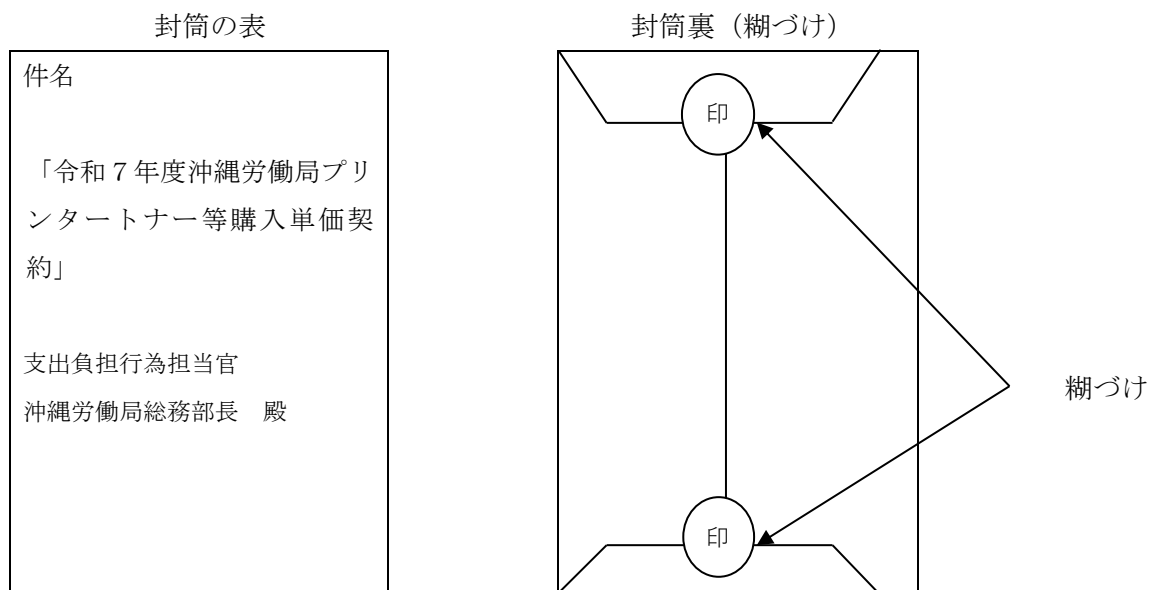 封筒の表
件名
「令和７年度沖縄労働局プリ
ンタートナー等購入単価契
約」
支出負担行為担当官
沖縄労働局総務部長　殿
封筒裏（糊づけ）
印
糊づけ
印